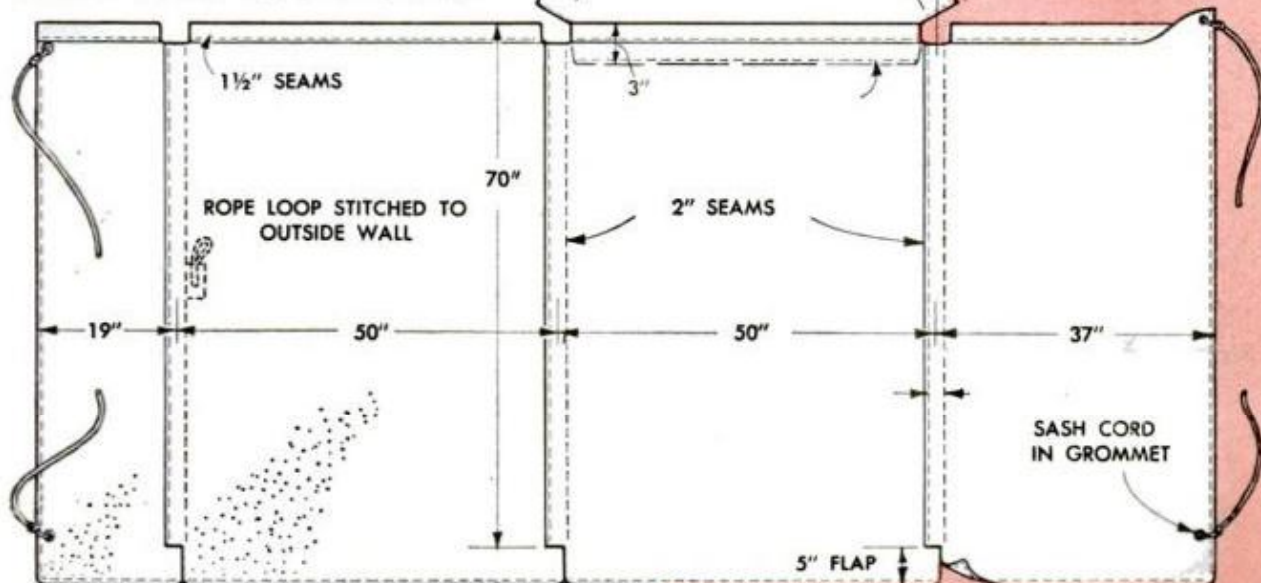 1½" SEAMS
3"
70"
ROPE LOOP STITCHED TO
OUTSIDE WALL
2" SEAMS
19"
50"
50"
37"
SASH CORD
IN GROMMET
5" FLAP